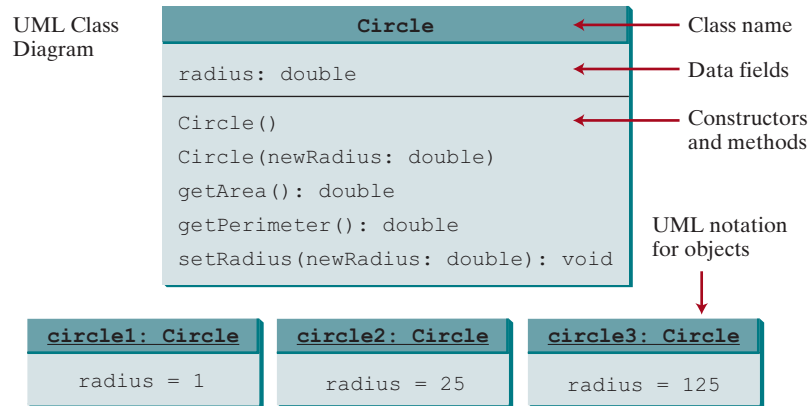 UML Class
Diagram
Circle
Class name
radius: double
Data fields
Circle()
Constructors
and methods
Circle(newRadius: double)
getArea(): double
getPerimeter(): double
setRadius(newRadius: double): void
UML notation
for objects
circle1: Circle
circle2: Circle
circle3: Circle
radius = 1
radius = 25
radius = 125